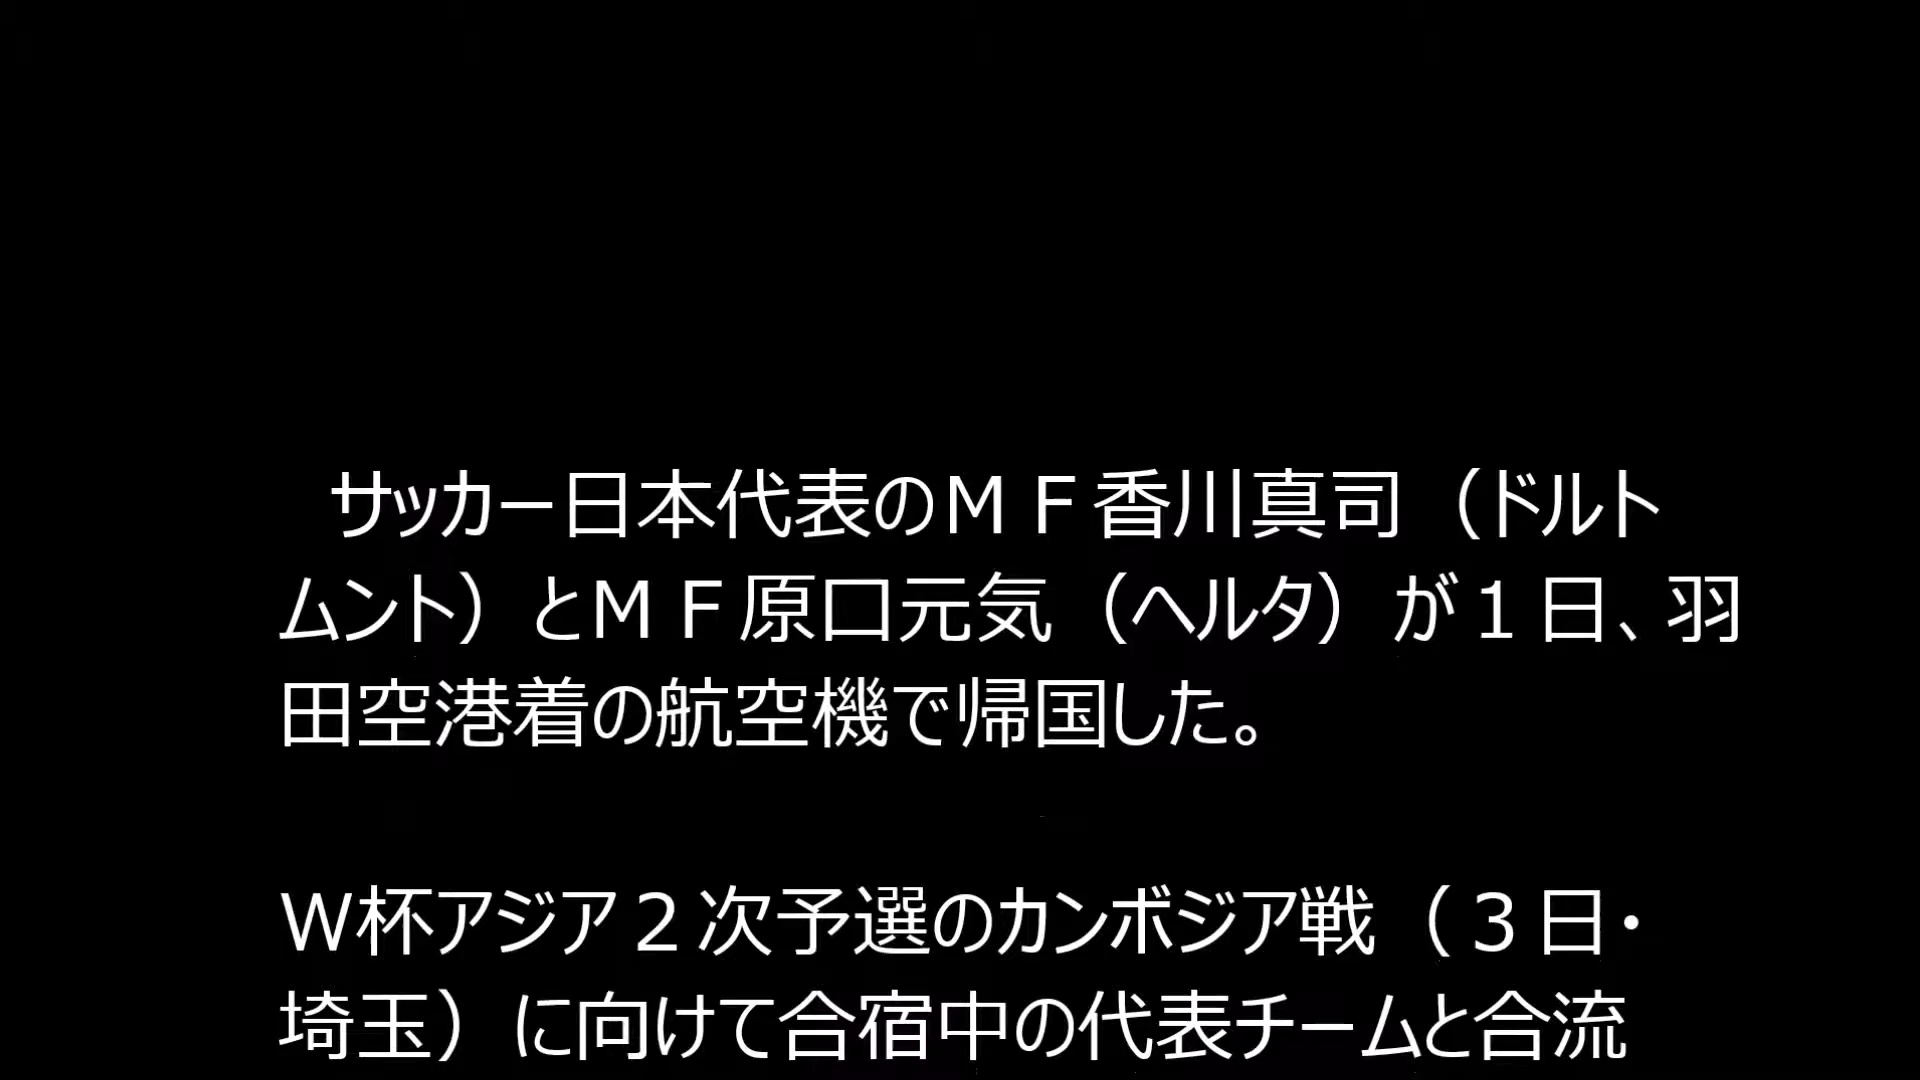 サッカー日本代表のＭＦ香川真司（ドルト
ムント）とＭＦ原口元気（ヘルタ）が１日、羽
田空港着の航空機で帰国した。
Ｗ杯アジア２次予選のカンボジア戦（３日・
埼玉）に向けて合宿中の代表チームと合流